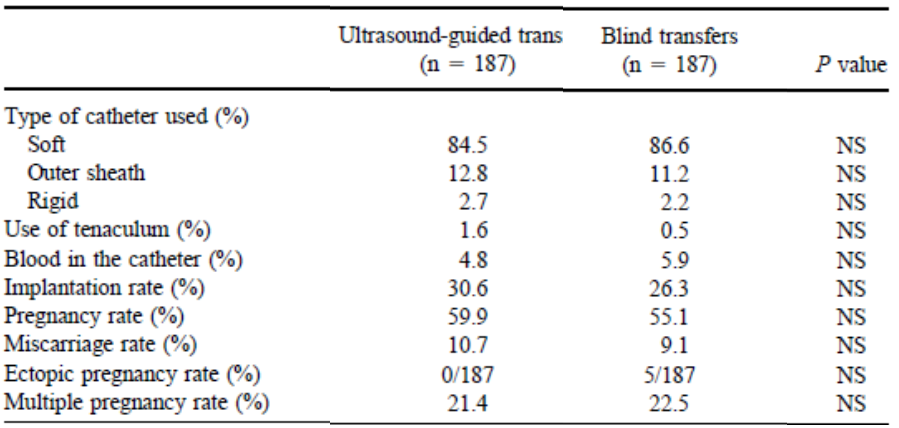 Ultrasound-guided trans Blind transfers
(n = 187) (n = 187) P value
Type of catheter used (%)
Soft 84.5 86.6 NS
Outer sheath 12.8 11.2 NS
Rigid 2.7 2.2 NS
Use of tenaculum (%) 1.6 0.5 NS
Blood in the catheter (%) 4.8 5.9 NS
Implantation rate (%) 30.6 26.3 NS
Pregnancy rate (%) 59.9 55.1 NS
Miscarriage rate (%) 10.7 9.1 NS
Ectopic pregnancy rate (%) 0/187 5/187 NS
Multiple pregnancy rate (%) 21.4 22.5 NS